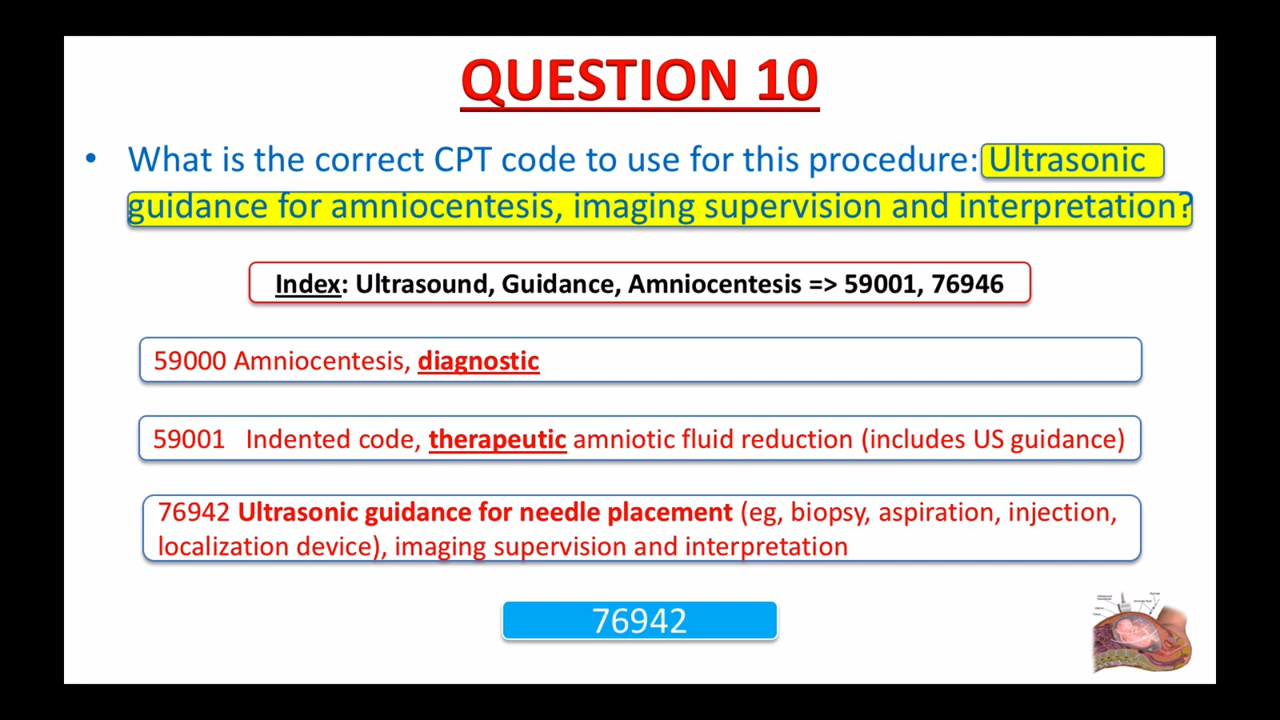 QUESTION 10
• What is the correct CPT code to use for this procedure: Ultrasonic
guidance for amniocentesis, imaging supervision and interpretation?
Index: Ultrasound, Guidance, Amniocentesis => 59001, 76946
59000 Amniocentesis, diagnostic
59001 Indented code, therapeutic amniotic fluid reduction (includes US guidance)
76942 Ultrasonic guidance for needle placement (eg, biopsy, aspiration, injection,
localization device), imaging supervision and interpretation
76942